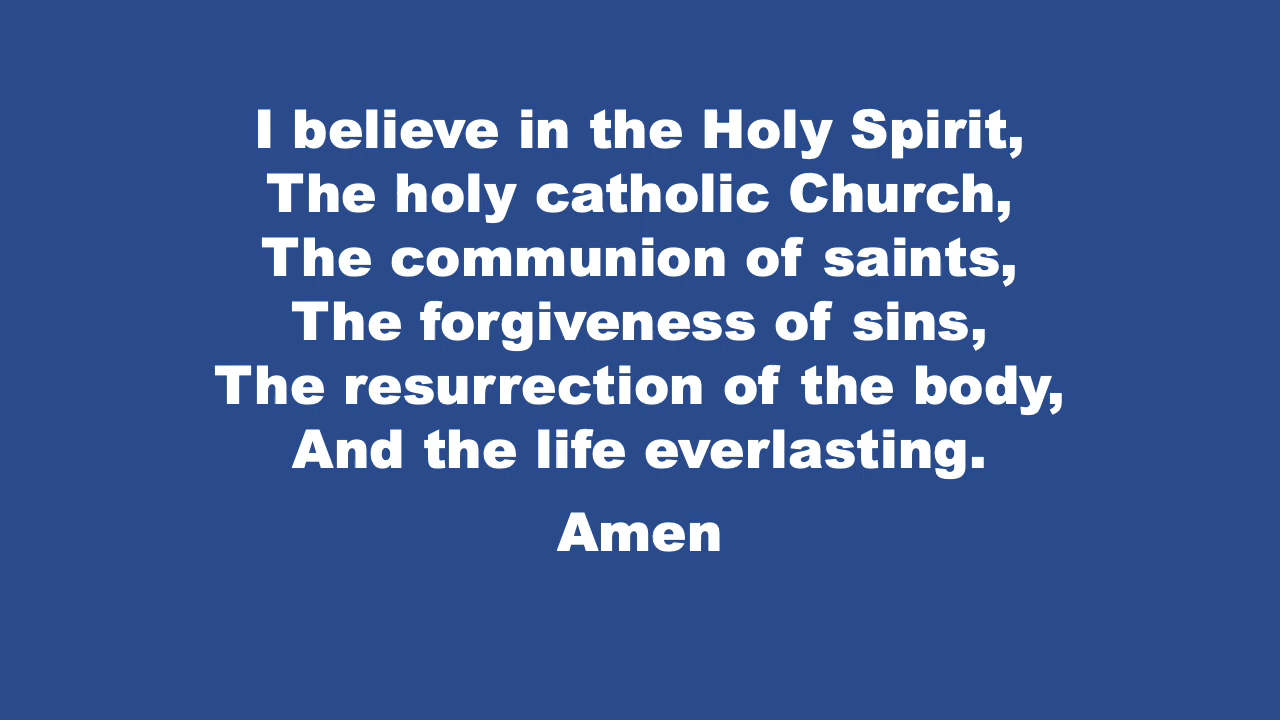 I believe in the Holy Spirit,
The holy catholic Church,
The communion of saints,
The forgiveness of sins,
The resurrection of the body,
And the life everlasting.
Amen